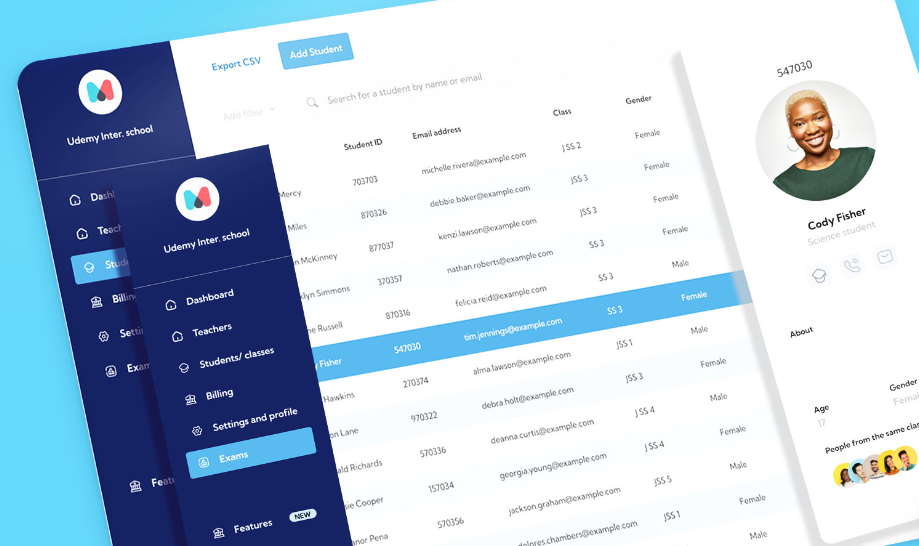 Udemy Inter. school
Das
Teach
Stud
Billin
Setti
Exam
Featu
Udemy Inter. school
Dashboard
Teachers
Students/ classes
Billing
Settings and profile
Exams
Features NEW
Export CSV Add Student
Add filter Search for a student by name or email
Student ID Email address Class Gender
Mercy 703703 michelle.rivera@example.com J SS 2 Female
Miles 870326 debbie.baker@example.com JSS 3 Female
n McKinney 877037 kenzi.lawson@example.com JSS 3 Female
klyn Simmons 370357 nathan.roberts@example.com SS 3 Female
ne Russell 870316 felicia.reid@example.com SS 3 Male
y Fisher 547030 tim.jennings@example.com SS 3 Female
Hawkins 270374 alma.lawson@example.com JSS 1 Male
on Lane 970322 debra.holt@example.com JSS 3 Female
ald Richards 570336 deanna.curtis@example.com JSS 4 Male
sie Cooper 157034 georgia.young@example.com J SS 4 Female
anor Pena 570356 jackson.graham@example.com JSS 5 Male
dolores.chambers@example.com JSS 1 Female
Male
547030
Cody Fisher
Science student
About
Age Gender
17 Femal
People from the same clas